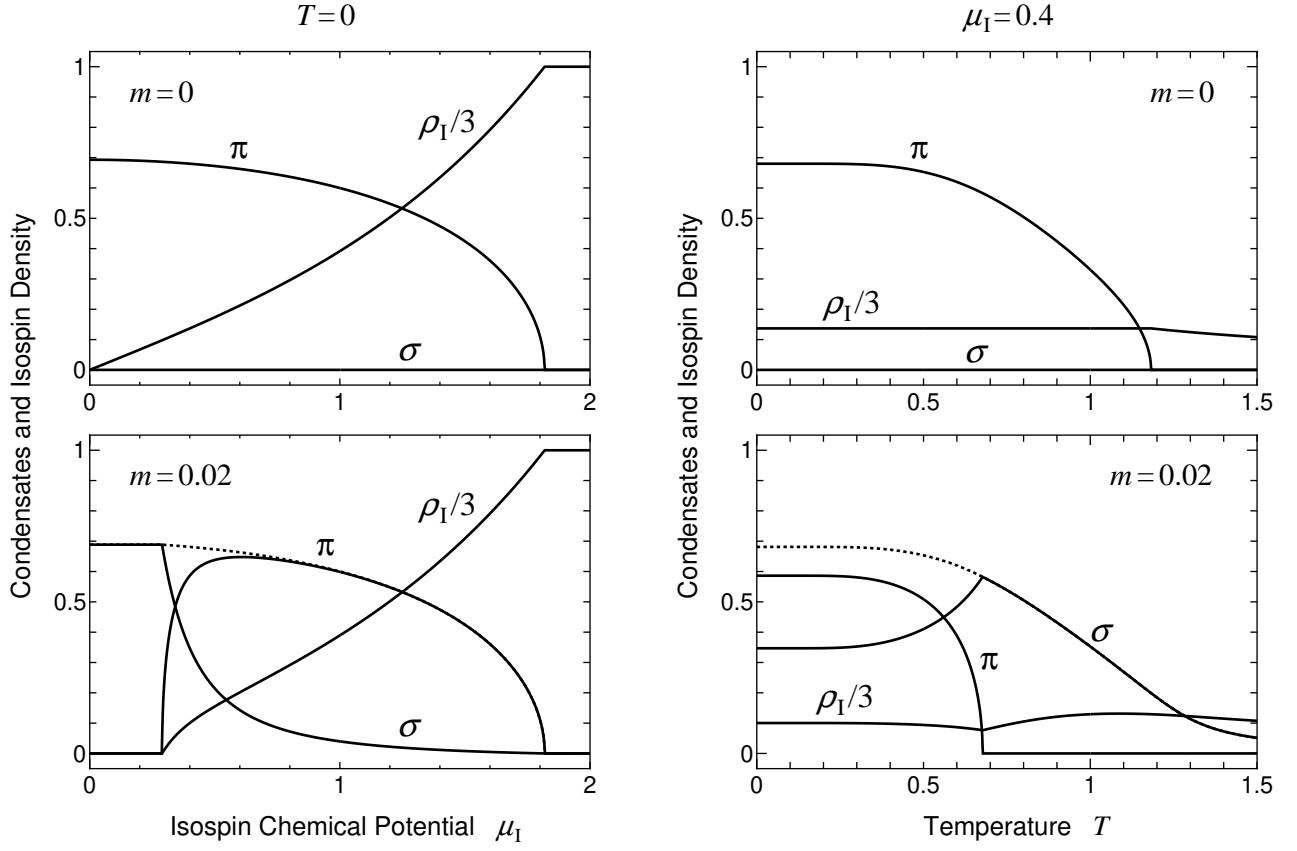 T=0
μI=0.4
Condensates and Isospin Density
1
0.5
0
m=0
π
ρI/3
σ
0
1
2
Condensates and Isospin Density
1
0.5
0
m=0
π
ρI/3
σ
0
0.5
1
1.5
1
0.5
0
m=0.02
π
ρI/3
σ
0
1
2
Isospin Chemical Potential μI
1
0.5
0
m=0.02
σ
π
ρI/3
0
0.5
1
1.5
Temperature T